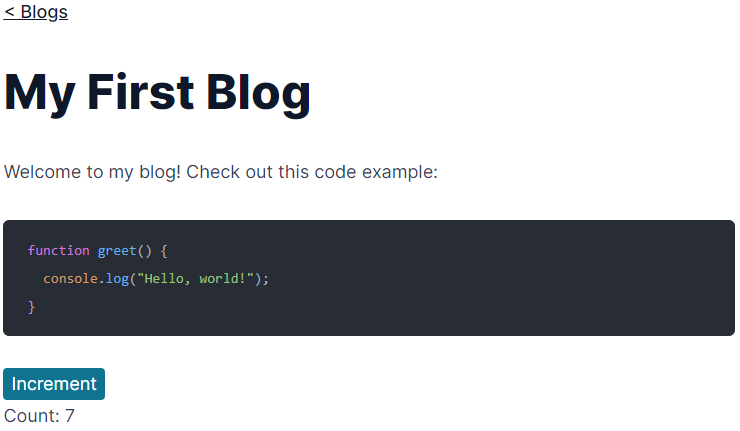 < Blogs
My First Blog
Welcome to my blog! Check out this code example:
function greet() {
  console.log("Hello, world!");
}
Increment
Count: 7